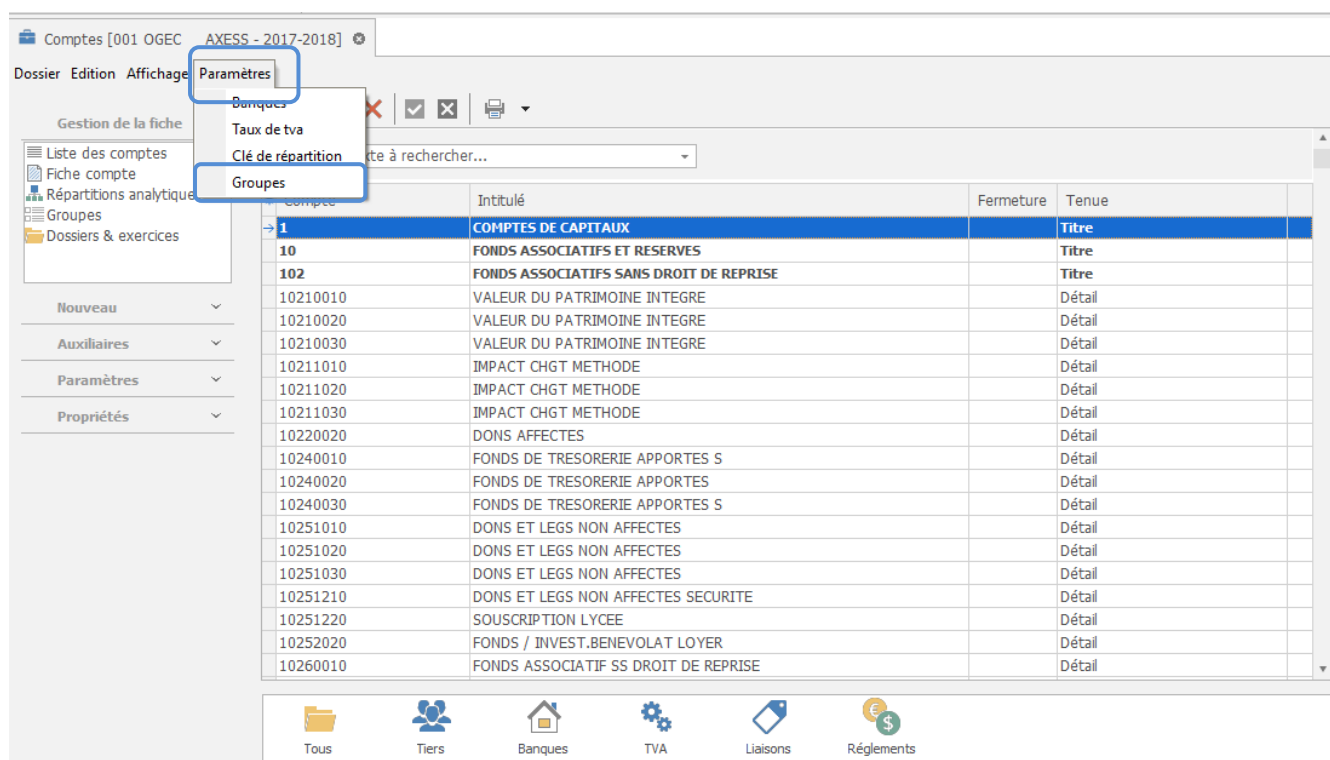 Comptes [001 OGEC AXESS - 2017-2018]
Dossier Edition Affichage Paramètres
Banques
Taux de tva
Clé de répartition
Groupes
Gestion de la fiche
Liste des comptes
Fiche compte
Répartitions analytique
Groupes
Dossiers & exercices
Nouveau
Auxiliaires
Paramètres
Propriétés
à rechercher...
Compte Intitulé Fermeture Tenue
1 COMPTES DE CAPITAUX Titre
10 FONDS ASSOCIATIFS ET RESERVES Titre
102 FONDS ASSOCIATIFS SANS DROIT DE REPRISE Titre
10210010 VALEUR DU PATRIMOINE INTEGRE Détail
10210020 VALEUR DU PATRIMOINE INTEGRE Détail
10210030 VALEUR DU PATRIMOINE INTEGRE Détail
10211010 IMPACT CHGT METHODE Détail
10211020 IMPACT CHGT METHODE Détail
10211030 IMPACT CHGT METHODE Détail
10220020 DONS AFFECTES Détail
10240010 FONDS DE TRESORERIE APPORTES S Détail
10240020 FONDS DE TRESORERIE APPORTES Détail
10240030 FONDS DE TRESORERIE APPORTES S Détail
10251010 DONS ET LEGS NON AFFECTES Détail
10251020 DONS ET LEGS NON AFFECTES Détail
10251030 DONS ET LEGS NON AFFECTES Détail
10251210 DONS ET LEGS NON AFFECTES SECURITE Détail
10251220 SOUSCRIPTION LYCEE Détail
10252020 FONDS / INVEST.BENEVOLAT LOYER Détail
10260010 FONDS ASSOCIATIF SS DROIT DE REPRISE Détail
Tous Tiers Banques TVA Liaisons Réglements